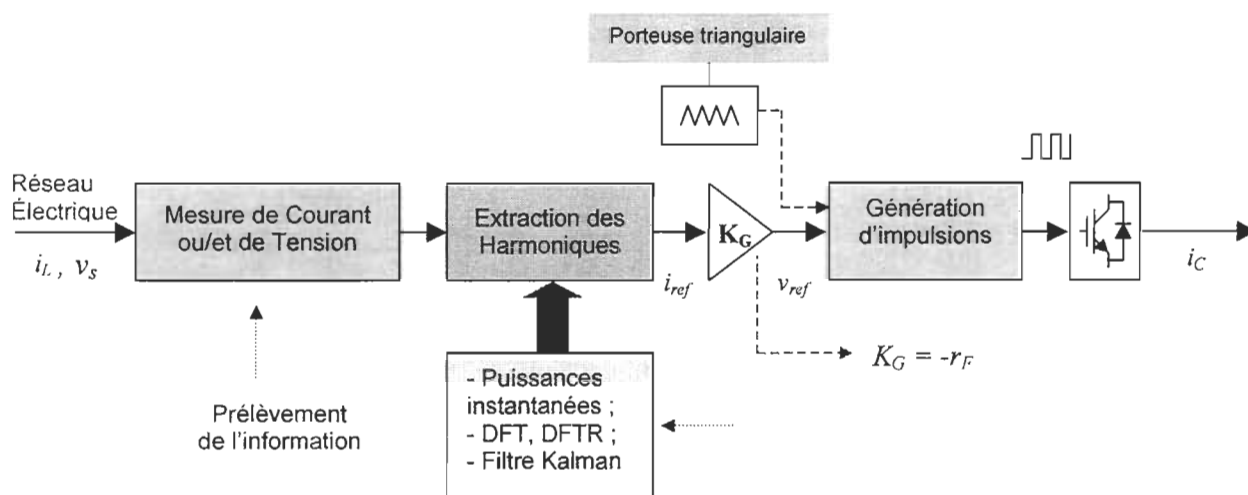 Porteuse triangulaire
Réseau
Électrique
i_L , v_s
Mesure de Courant
ou/et de Tension
Extraction des
Harmoniques
i_ref
K_G
v_ref
Génération
d'impulsions
i_C
K_G = -r_F
Prélèvement
de l'information
- Puissances
instantanées ;
- DFT, DFTR ;
- Filtre Kalman